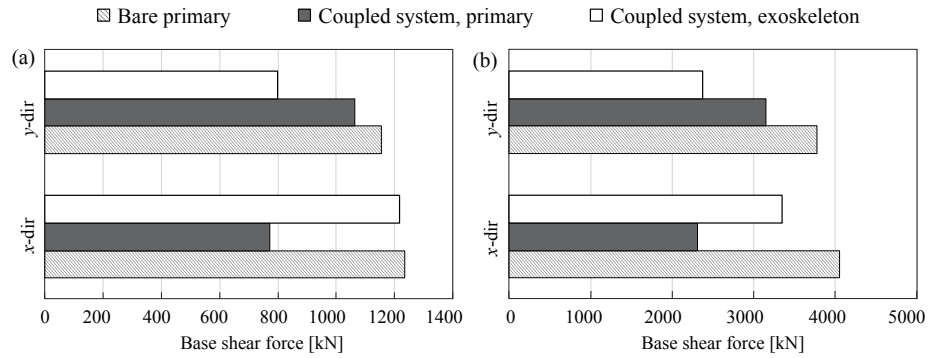 Bare primary Coupled system, primary Coupled system, exoskeleton
(a)
y-dir
x-dir
0 200 400 600 800 1000 1200 1400
Base shear force [kN]
(b)
y-dir
x-dir
0 1000 2000 3000 4000 5000
Base shear force [kN]